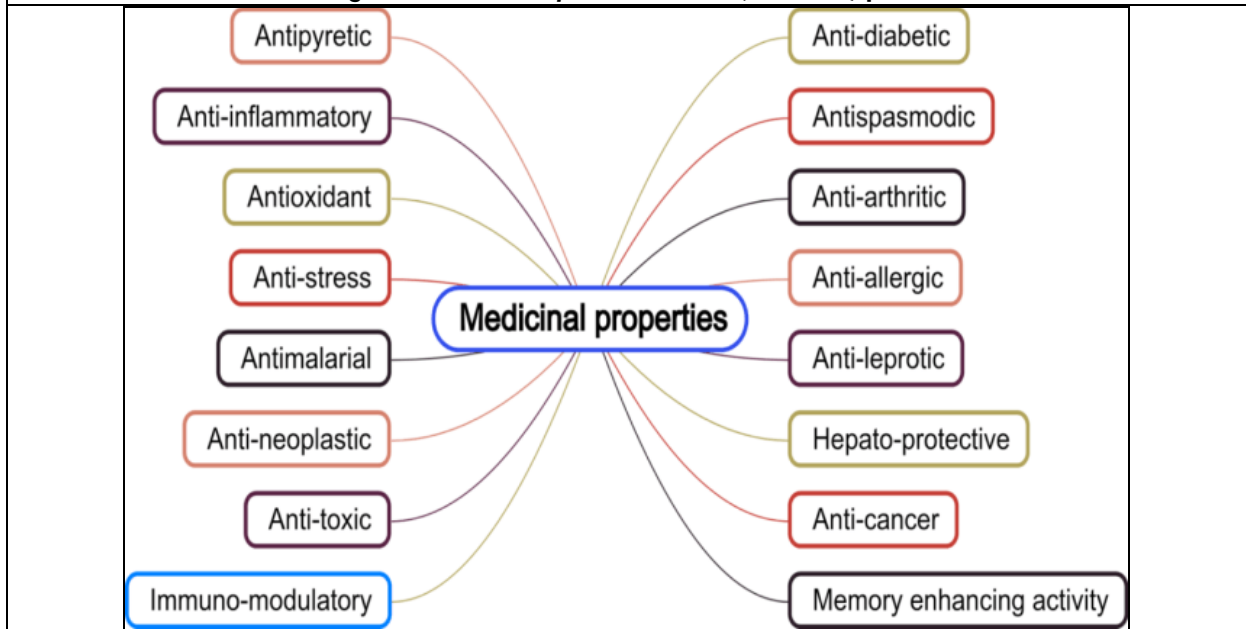 Antipyretic
Anti-inflammatory
Antioxidant
Anti-stress
Antimalarial
Anti-neoplastic
Anti-toxic
Immuno-modulatory
Medicinal properties
Anti-diabetic
Antispasmodic
Anti-arthritic
Anti-allergic
Anti-leprotic
Hepato-protective
Anti-cancer
Memory enhancing activity